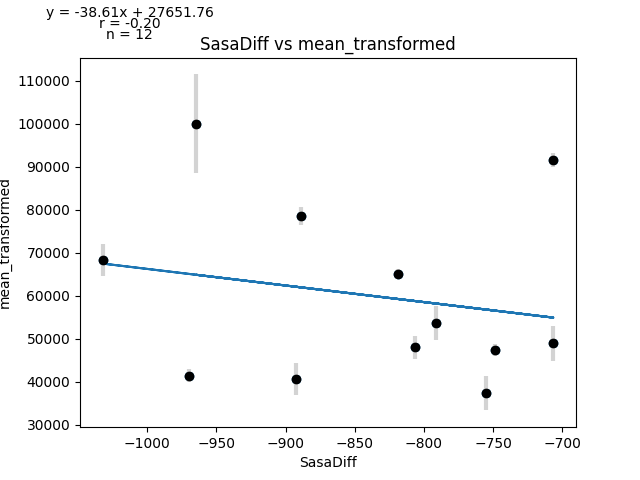 y = -38.61x + 27651.76
r = -0.20
n = 12
SasaDiff vs mean_transformed
mean_transformed
110000
100000
90000
80000
70000
60000
50000
40000
30000
−1000
−950
−900
−850
−800
−750
−700
SasaDiff